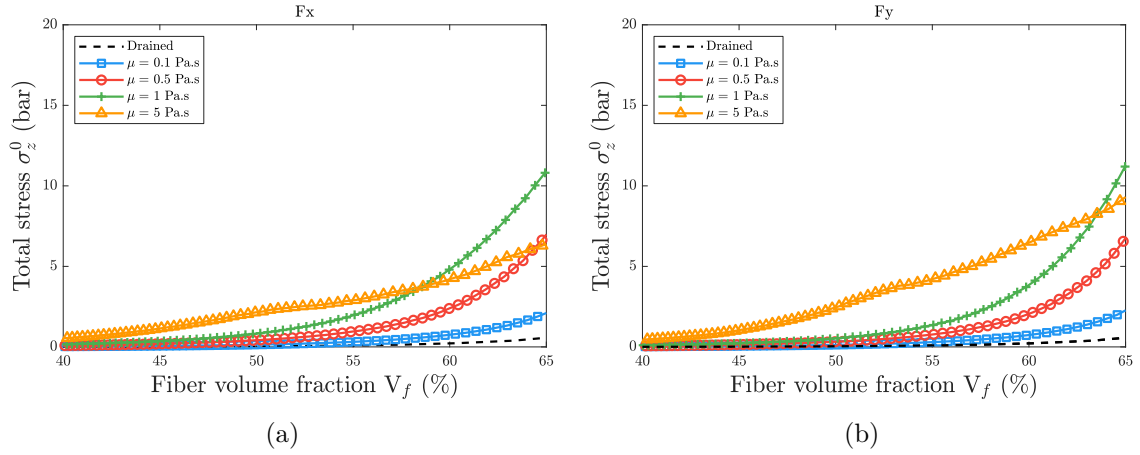 Fx
Total stress σ_z^0 (bar)
20
15
10
5
0
Drained
μ = 0.1 Pa.s
μ = 0.5 Pa.s
μ = 1 Pa.s
μ = 5 Pa.s
40 45 50 55 60 65
Fiber volume fraction V_f (%)
(a)
Fy
Total stress σ_z^0 (bar)
20
15
10
5
0
Drained
μ = 0.1 Pa.s
μ = 0.5 Pa.s
μ = 1 Pa.s
μ = 5 Pa.s
40 45 50 55 60 65
Fiber volume fraction V_f (%)
(b)